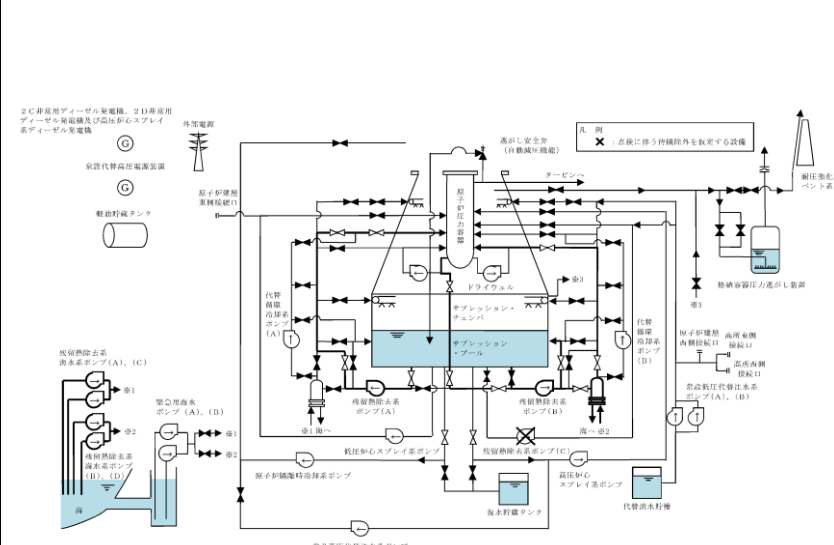 2C非常用ディーゼル発電機、2D非常用
ディーゼル発電機及び高圧炉心スプレイ
系ディーゼル発電機
G
外部電源
常設代替高圧電源装置
G
軽油貯蔵タンク
原子炉建屋
東側接続口
逃がし安全弁
(自動減圧機能)
凡 例
：点検に伴う待機除外を仮定する設備
耐圧強化
ベント系
タービンへ
原子炉圧力容器
ドライウェル
格納容器圧力逃がし装置
※3
※3
代替
循環
冷却系
ポンプ
(A)
サプレッション・
チェンバ
サプレッション
・プール
代替
循環
冷却系
ポンプ
(B)
原子炉建屋
西側接続口
高所東側
接続口
高所西側
接続口
残留熱除去系
海水系ポンプ(A)，(C)
※1
※2
残留熱除去系
海水系ポンプ
(B)，(D)
海
緊急用海水
ポンプ(A)，(B)
※1
※2
残留熱除去系
ポンプ(A)
残留熱除去系
ポンプ(B)
常設低圧代替注水系
ポンプ(A)，(B)
※1 海へ
海へ ※2
低圧炉心スプレイ系ポンプ
残留熱除去系ポンプ(C)
原子炉隔離時冷却系ポンプ
高圧炉心
スプレイ系ポンプ
代替淡水貯槽